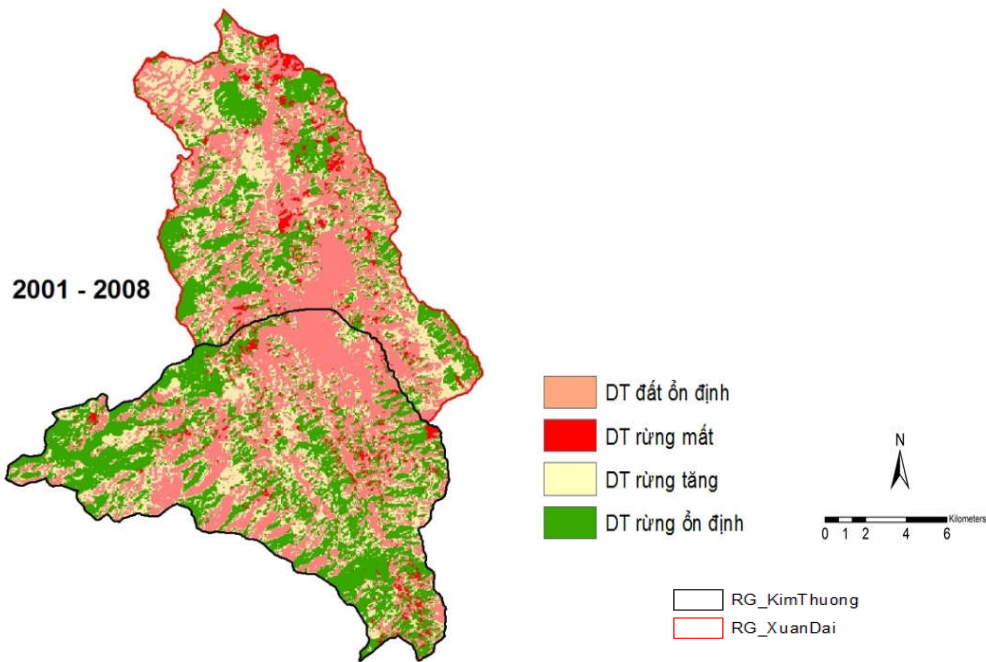 2001 - 2008
DT đất ổn định
DT rừng mất
DT rừng tăng
DT rừng ổn định
N
Kilometers
0 1 2 4 6
RG_KimThuong
RG_XuanDai